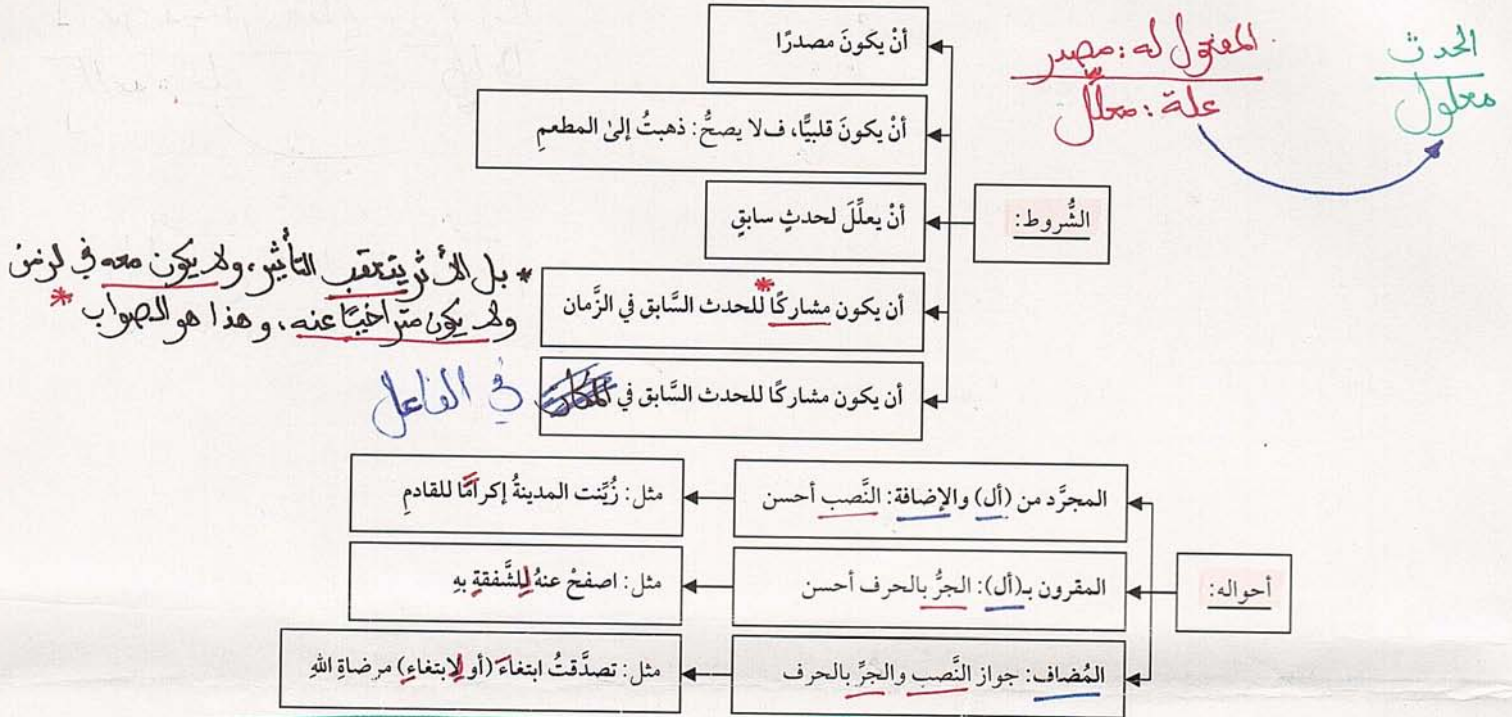 الحدث
معلول
المفعول له: مصدر
علة: معلِّل
الشُّروط:
أنْ يكونَ مصدرًا
أنْ يكونَ قلبيًّا، فلا يصحُّ: ذهبتُ إلىٰ المطعمِ
أنْ يعلِّلَ لحدثٍ سابقٍ
أن يكون مشاركًا* للحدث السَّابق في الزَّمان
* بل الأثر يتعقب التأثير، ولا يكون معه في الزمن
ولا يكون متراخيًا عنه، وهذا هو الصواب *
أن يكون مشاركًا للحدث السَّابق في المكان في الفاعل
أحواله:
المجرَّد من (أل) والإضافة: النَّصب أحسن
مثل: زُيِّنت المدينةُ إكرامًا للقادمِ
المقرون بـ(أل): الجرُّ بالحرف أحسن
مثل: اصفحْ عنهُ لِلشَّفقةِ بهِ
المُضاف: جواز النَّصب والجرِّ بالحرف
مثل: تصدَّقتُ ابتغاءَ (أو لِابتغاءِ) مرضاةِ اللهِ